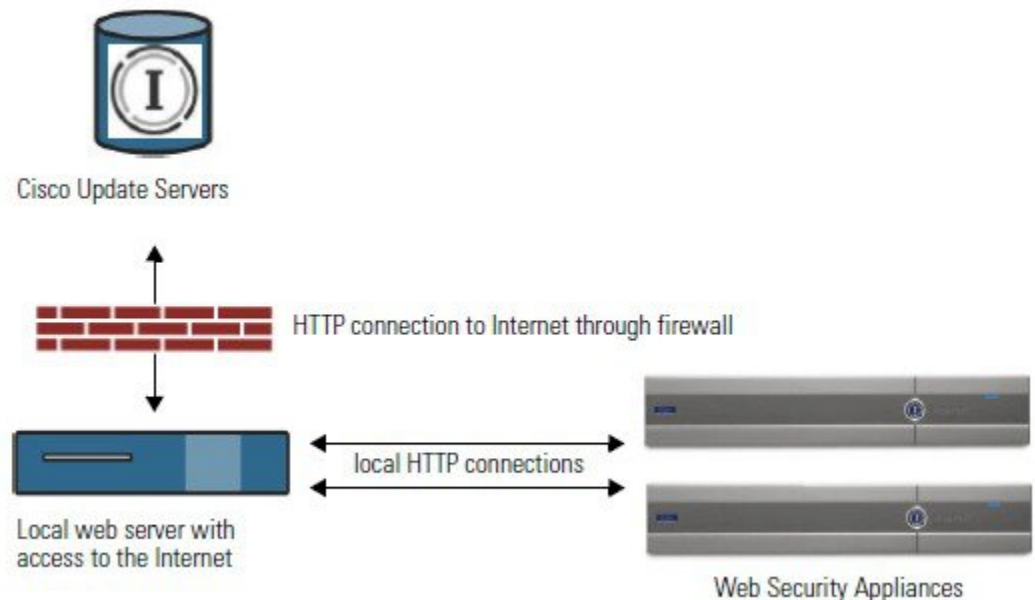 I
Cisco Update Servers
HTTP connection to Internet through firewall
local HTTP connections
Local web server with
access to the Internet
Web Security Appliances